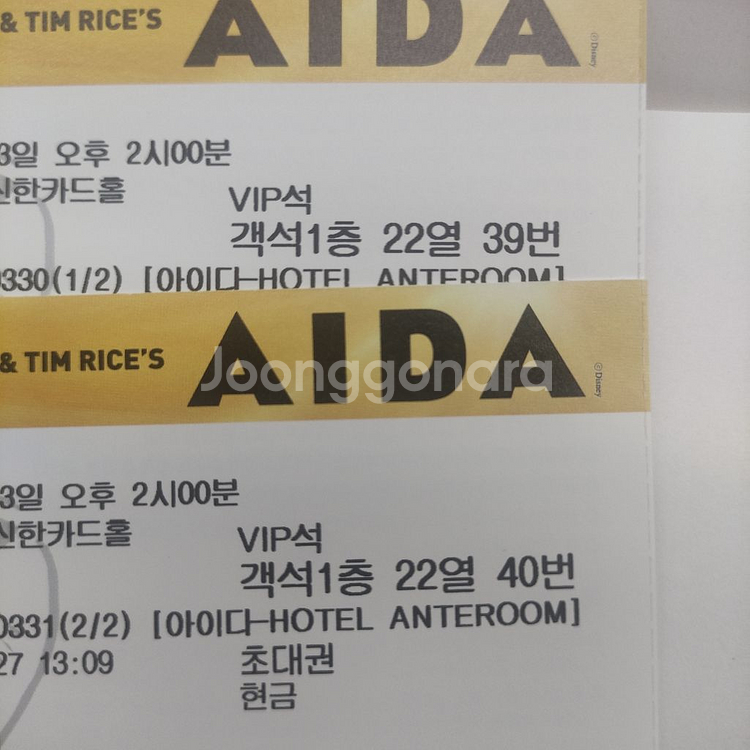 & TIM RICE'S AIDA
©Disney
3일 오후 2시00분
신한카드홀
VIP석
객석1층 22열 39번
0330(1/2) [아이다-HOTEL ANTEROOM]
& TIM RICE'S AIDA
©Disney
Joonggonara
3일 오후 2시00분
신한카드홀
VIP석
객석1층 22열 40번
0331(2/2) [아이다-HOTEL ANTEROOM]
27 13:09 초대권
현금